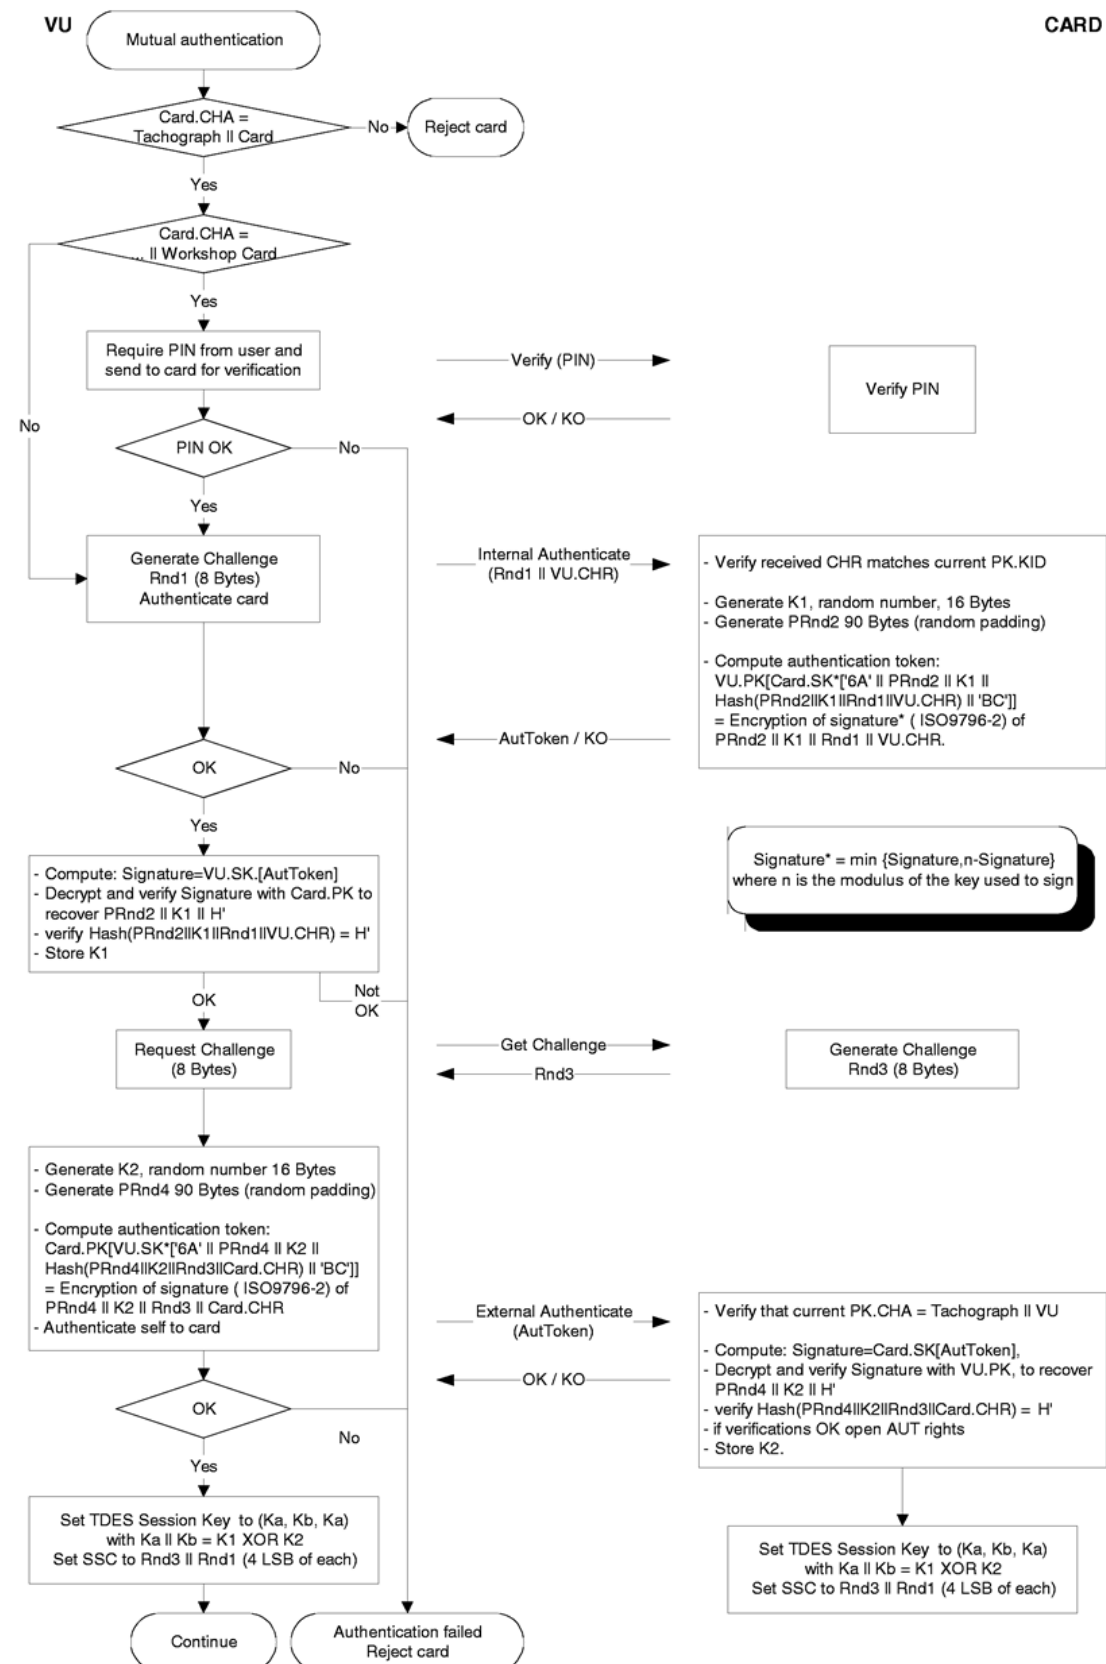 VU
CARD
Mutual authentication
Card.CHA =
Tachograph || Card
No
Reject card
Yes
Card.CHA =
... || Workshop Card
Yes
Require PIN from user and
send to card for verification
Verify (PIN)
Verify PIN
OK / KO
No
PIN OK
No
Yes
Generate Challenge
Rnd1 (8 Bytes)
Authenticate card
Internal Authenticate
(Rnd1 || VU.CHR)
- Verify received CHR matches current PK.KID
- Generate K1, random number, 16 Bytes
- Generate PRnd2 90 Bytes (random padding)
- Compute authentication token:
VU.PK[Card.SK*['6A' || PRnd2 || K1 ||
Hash(PRnd2||K1||Rnd1||VU.CHR) || 'BC']]
= Encryption of signature* ( ISO9796-2) of
PRnd2 || K1 || Rnd1 || VU.CHR.
AutToken / KO
OK
No
Yes
Signature* = min {Signature,n-Signature}
where n is the modulus of the key used to sign
- Compute: Signature=VU.SK.[AutToken]
- Decrypt and verify Signature with Card.PK to
recover PRnd2 || K1 || H'
- verify Hash(PRnd2||K1||Rnd1||VU.CHR) = H'
- Store K1
OK
Not
OK
Request Challenge
(8 Bytes)
Get Challenge
Rnd3
Generate Challenge
Rnd3 (8 Bytes)
- Generate K2, random number 16 Bytes
- Generate PRnd4 90 Bytes (random padding)
- Compute authentication token:
Card.PK[VU.SK*['6A' || PRnd4 || K2 ||
Hash(PRnd4||K2||Rnd3||Card.CHR) || 'BC']]
= Encryption of signature ( ISO9796-2) of
PRnd4 || K2 || Rnd3 || Card.CHR
- Authenticate self to card
External Authenticate
(AutToken)
OK / KO
- Verify that current PK.CHA = Tachograph || VU
- Compute: Signature=Card.SK[AutToken],
- Decrypt and verify Signature with VU.PK, to recover
PRnd4 || K2 || H'
- verify Hash(PRnd4||K2||Rnd3||Card.CHR) = H'
- if verifications OK open AUT rights
- Store K2.
OK
No
Yes
Set TDES Session Key to (Ka, Kb, Ka)
with Ka || Kb = K1 XOR K2
Set SSC to Rnd3 || Rnd1 (4 LSB of each)
Set TDES Session Key to (Ka, Kb, Ka)
with Ka || Kb = K1 XOR K2
Set SSC to Rnd3 || Rnd1 (4 LSB of each)
Continue
Authentication failed
Reject card